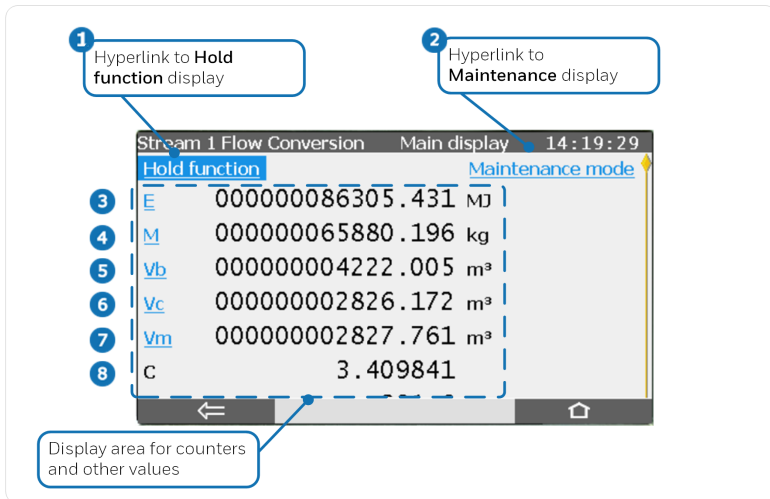 1
Hyperlink to Hold
function display
2
Hyperlink to
Maintenance display
Stream 1 Flow Conversion Main display 14:19:29
Hold function Maintenance mode
3 E 000000086305.431 MJ
4 M 000000065880.196 kg
5 Vb 000000004222.005 m³
6 Vc 000000002826.172 m³
7 Vm 000000002827.761 m³
8 C 3.409841
Display area for counters
and other values